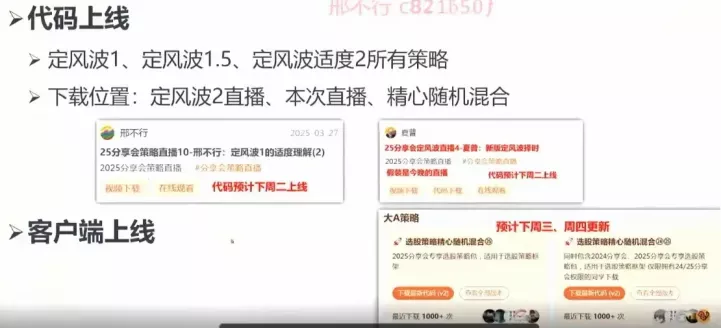 邢不行 c821b50f
代码上线
定风波1、定风波1.5、定风波适度2所有策略
下载位置：定风波2直播、本次直播、精心随机混合
邢不行 2025-03-27
25分享会策略直播10-邢不行：定风波1的适度理解(2)
2025分享会策略直播 #分享会策略直播
视频下载 在线观看 代码预计下周二上线
夏普
25分享会定风波直播4-夏普：新版定风波择时
2025分享会策略直播 #分享会策略直播
假装是今晚的直播 代码预计下周二上线
视频下载 代码下载 在线观看
客户端上线
大A策略 预计下周三、周四更新
选股策略精心随机混合㉕
2025分享会专享选股策略包，适用于选股策略框架
下载最新代码 (v2) 查看全部版本
最近下载 1000+ 次
选股策略精心随机混合
同时包含2024分享会、2025分享会专享选股策略包，适用于选股策略框架 仅限拥有24/25分享会权限的同学下载
下载最新代码 (v2) 查看全部版本
最近下载 1000+ 次